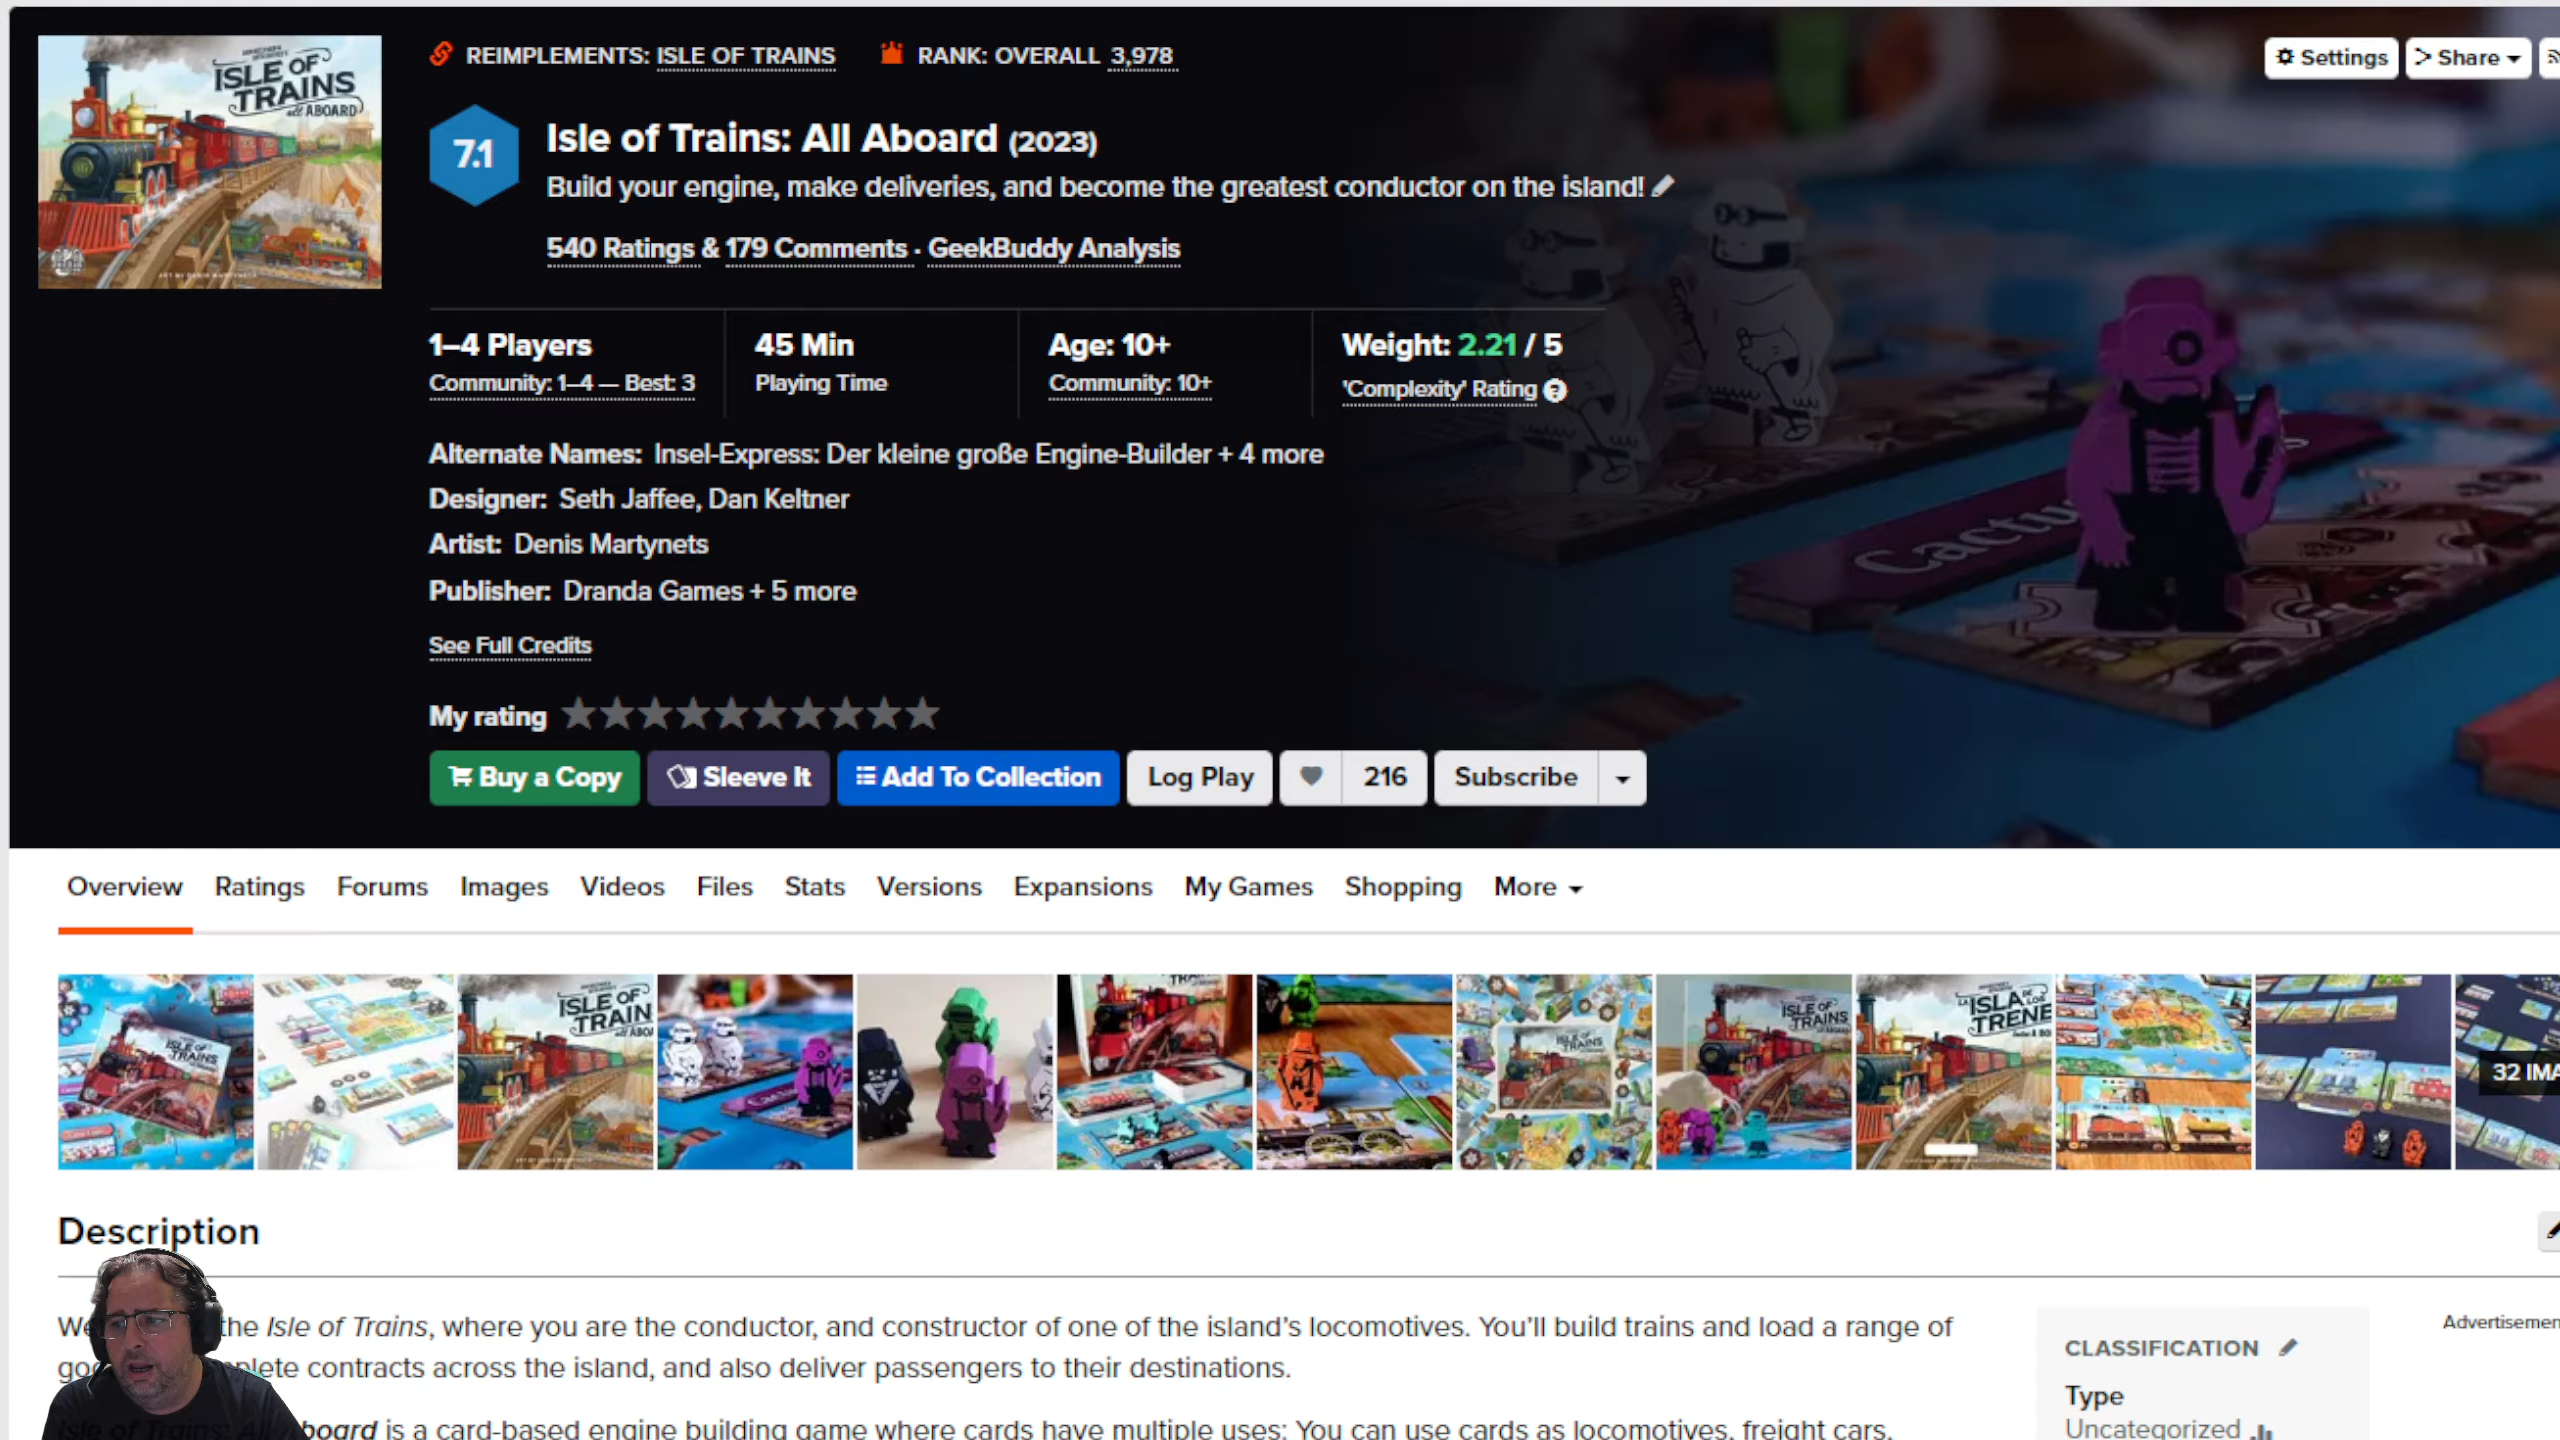 REIMPLEMENTS: ISLE OF TRAINS RANK: OVERALL 3,978
Settings Share
ISLE OF TRAINS all ABOARD
7.1
Isle of Trains: All Aboard (2023)
Build your engine, make deliveries, and become the greatest conductor on the island!
540 Ratings & 179 Comments · GeekBuddy Analysis
1–4 Players 45 Min Age: 10+ Weight: 2.21 / 5
Community: 1–4 — Best: 3 Playing Time Community: 10+ 'Complexity' Rating
Alternate Names: Insel-Express: Der kleine große Engine-Builder + 4 more
Designer: Seth Jaffee, Dan Keltner
Artist: Denis Martynets
Publisher: Dranda Games + 5 more
See Full Credits
My rating
Buy a Copy Sleeve It Add To Collection Log Play 216 Subscribe
Overview Ratings Forums Images Videos Files Stats Versions Expansions My Games Shopping More
32 IMA
Description
the Isle of Trains, where you are the conductor, and constructor of one of the island's locomotives. You'll build trains and load a range of
plete contracts across the island, and also deliver passengers to their destinations.
board is a card-based engine building game where cards have multiple uses: You can use cards as locomotives, freight cars,
Advertisemen
CLASSIFICATION
Type
Uncategorized